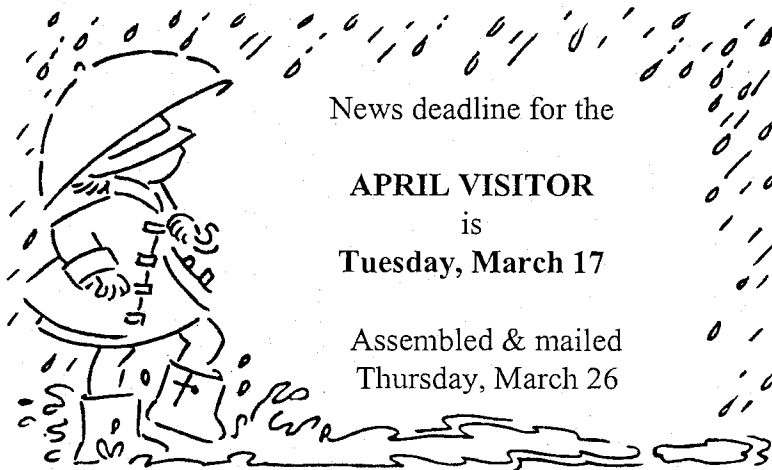 News deadline for the
APRIL VISITOR
is
Tuesday, March 17
Assembled & mailed
Thursday, March 26